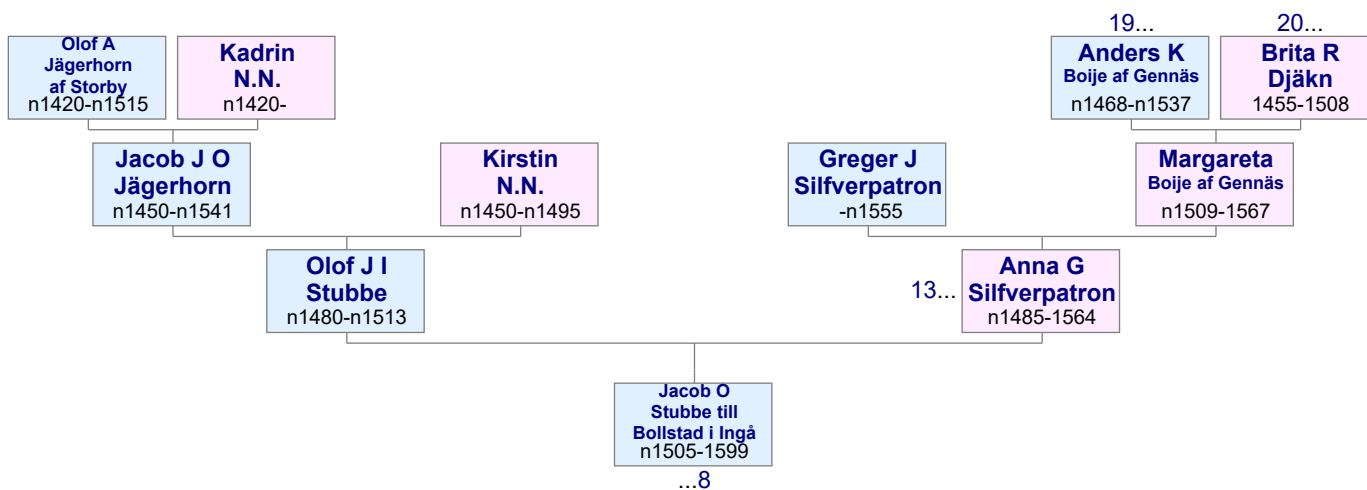 19...
20...
Olof A
Jägerhorn
af Storby
n1420-n1515
Kadrin
N.N.
n1420-
Anders K
Boije af Gennäs
n1468-n1537
Brita R
Djäkn
1455-1508
Jacob J O
Jägerhorn
n1450-n1541
Kirstin
N.N.
n1450-n1495
Greger J
Silfverpatron
-n1555
Margareta
Boije af Gennäs
n1509-1567
Olof J I
Stubbe
n1480-n1513
13...
Anna G
Silfverpatron
n1485-1564
Jacob O
Stubbe till
Bollstad i Ingå
n1505-1599
...8